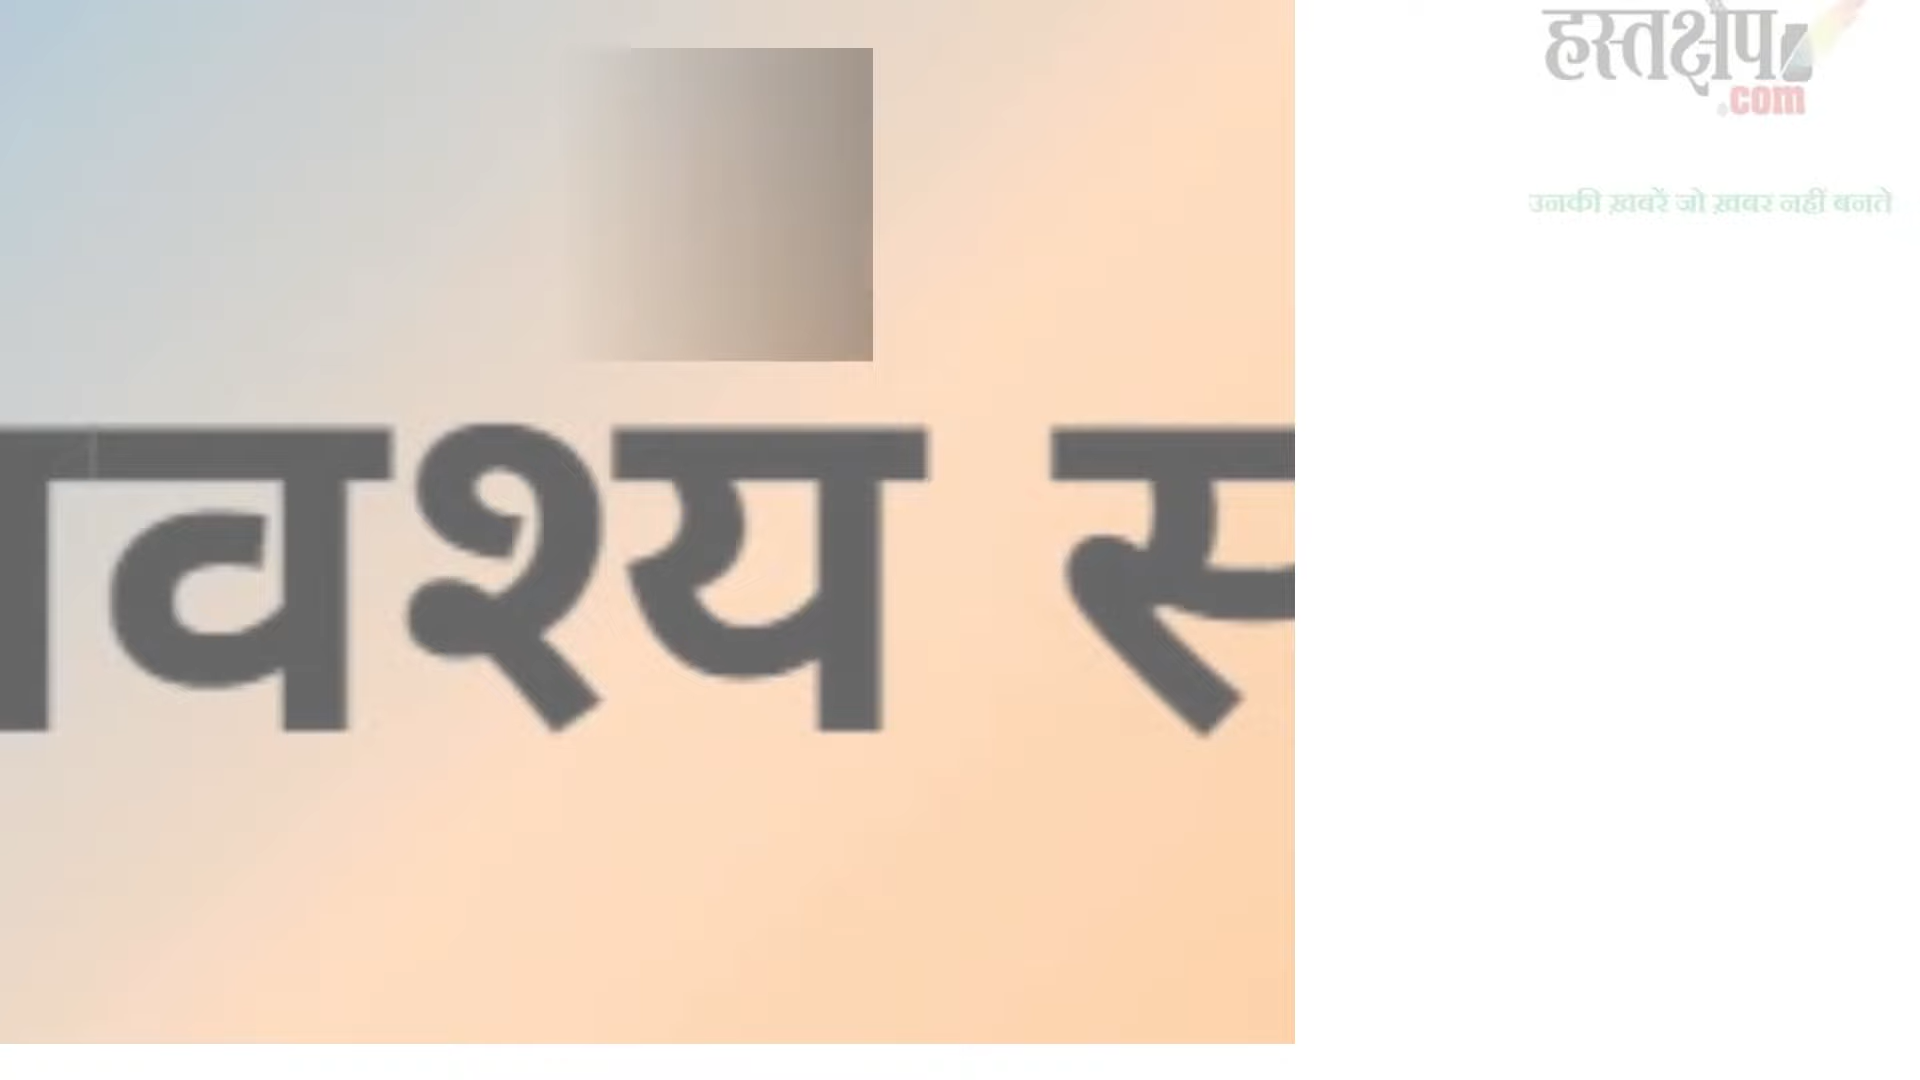 हस्तक्षेप
.com
उनकी ख़बरें जो ख़बर नहीं बनते
ावश्य स्